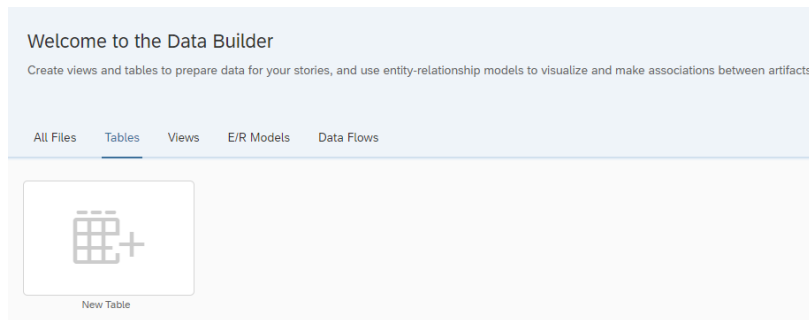 Welcome to the Data Builder
Create views and tables to prepare data for your stories, and use entity-relationship models to visualize and make associations between artifacts
All Files Tables Views E/R Models Data Flows
New Table